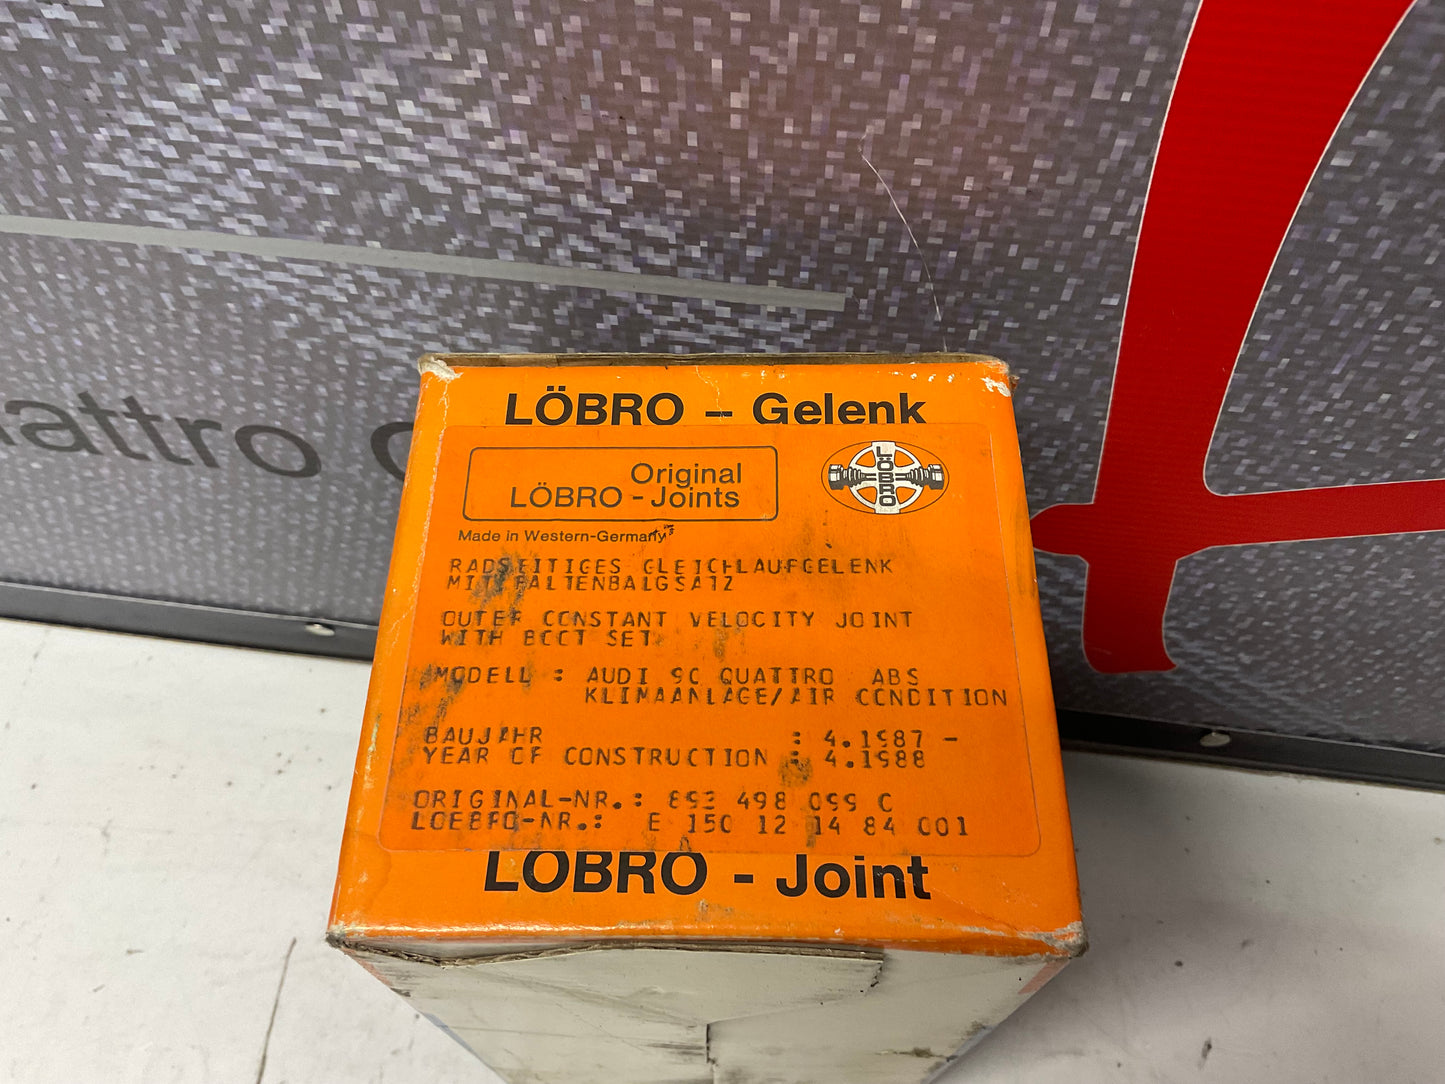 LÖBRO – Gelenk
Original
LÖBRO - Joints
LÖBRO
Made in Western-Germany
RADSEITIGES GLEICHLAUFGELENK
MIT FALTENBALGSATZ
OUTER CONSTANT VELOCITY JOINT
WITH BOOT SET
MODELL : AUDI 90 QUATTRO ABS
KLIMAANLAGE/AIR CONDITION
BAUJAHR : 4.1987 -
YEAR OF CONSTRUCTION : 4.1988
ORIGINAL-NR.: 893 498 099 C
LOEBRO-NR.: E 150 12 14 84 001
LÖBRO - Joint
attro